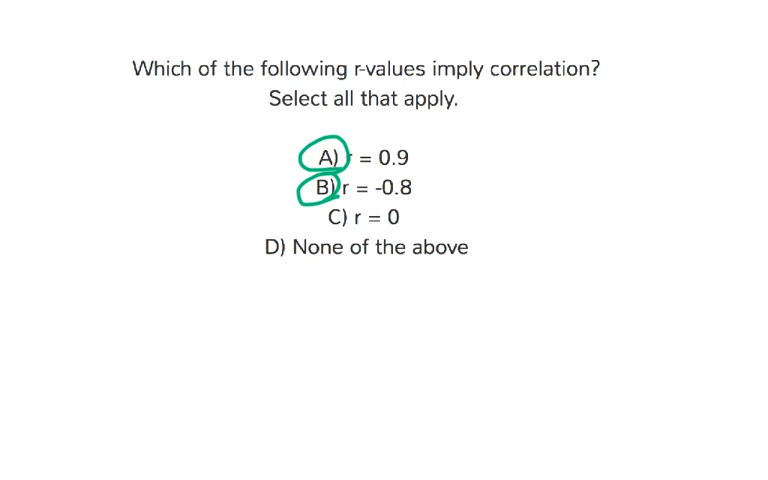 Which of the following r-values imply correlation?
Select all that apply.
A) r = 0.9
B) r = -0.8
C) r = 0
D) None of the above